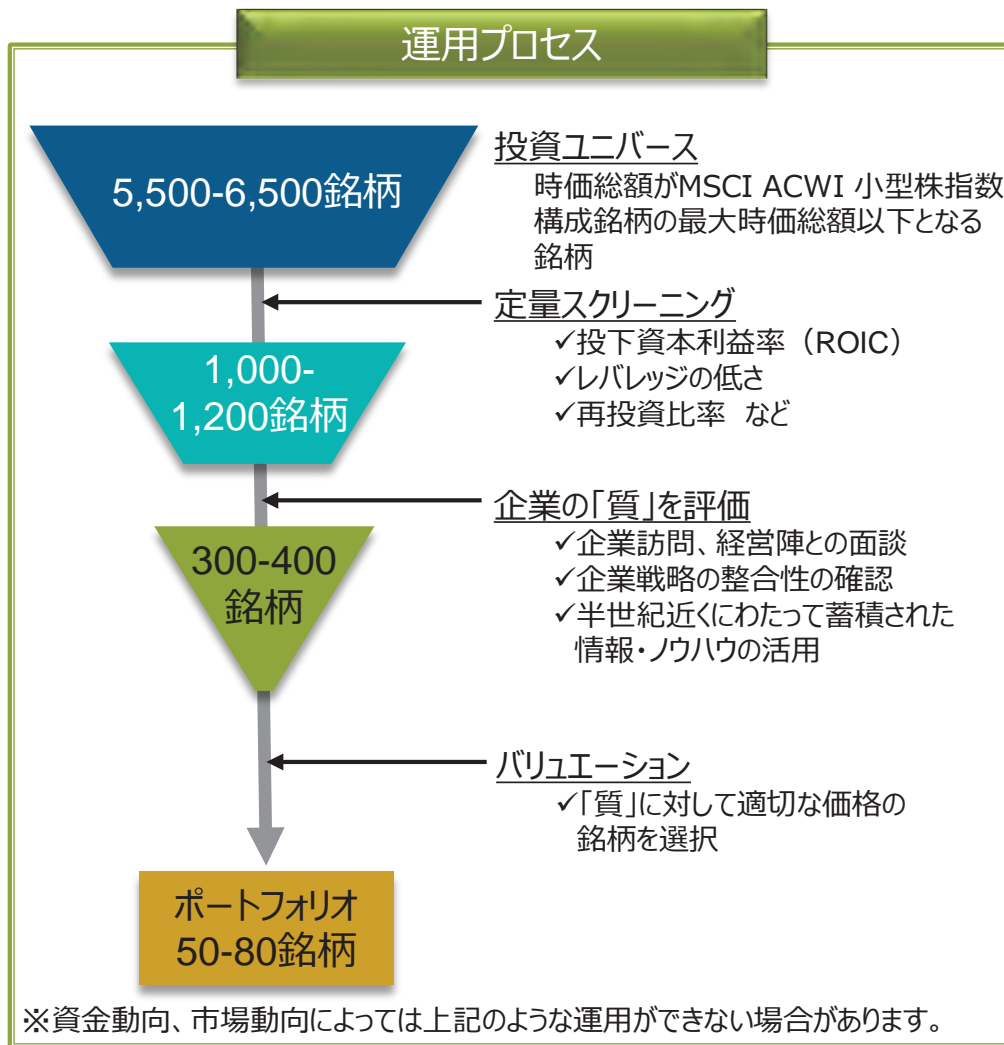 運用プロセス
5,500-6,500銘柄
投資ユニバース
時価総額がMSCI ACWI 小型株指数
構成銘柄の最大時価総額以下となる
銘柄
定量スクリーニング
✓投下資本利益率（ROIC）
✓レバレッジの低さ
✓再投資比率　など
1,000-
1,200銘柄
企業の「質」を評価
✓企業訪問、経営陣との面談
✓企業戦略の整合性の確認
✓半世紀近くにわたって蓄積された
情報・ノウハウの活用
300-400
銘柄
バリュエーション
✓「質」に対して適切な価格の
銘柄を選択
ポートフォリオ
50-80銘柄
※資金動向、市場動向によっては上記のような運用ができない場合があります。